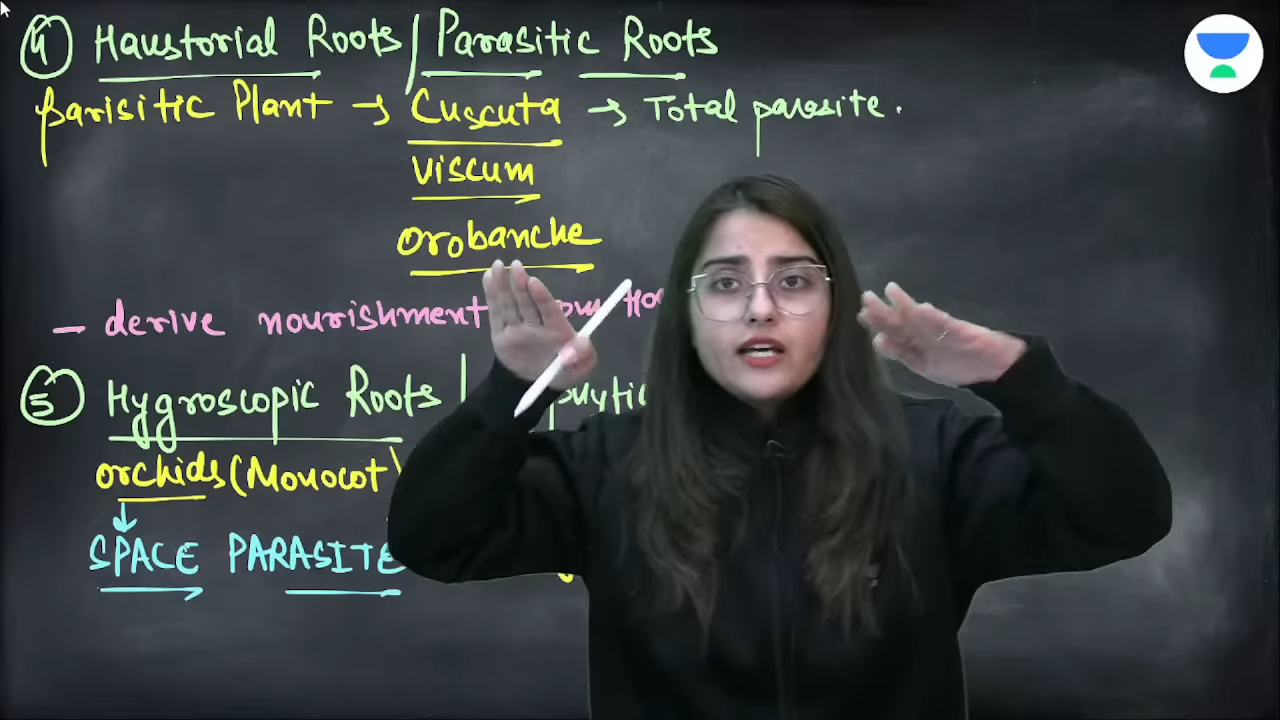 4 Haustorial Roots/Parasitic Roots
Parisitic Plant → Cuscuta → Total parasite.
Viscum
Orobanche
– derive nourishment
5 Hygroscopic Roots |
Orchids (Monocot)
↓
SPACE PARASITE